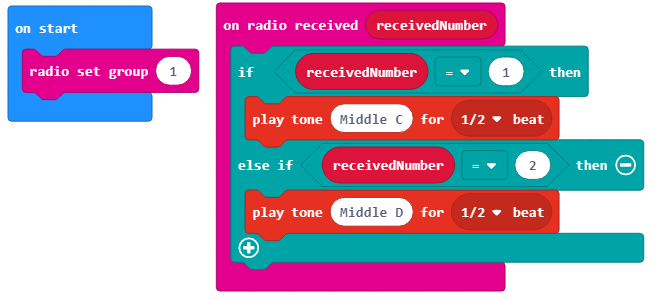 on start
radio set group 1
on radio received receivedNumber
if receivedNumber = 1 then
play tone Middle C for 1/2 beat
else if receivedNumber = 2 then
play tone Middle D for 1/2 beat